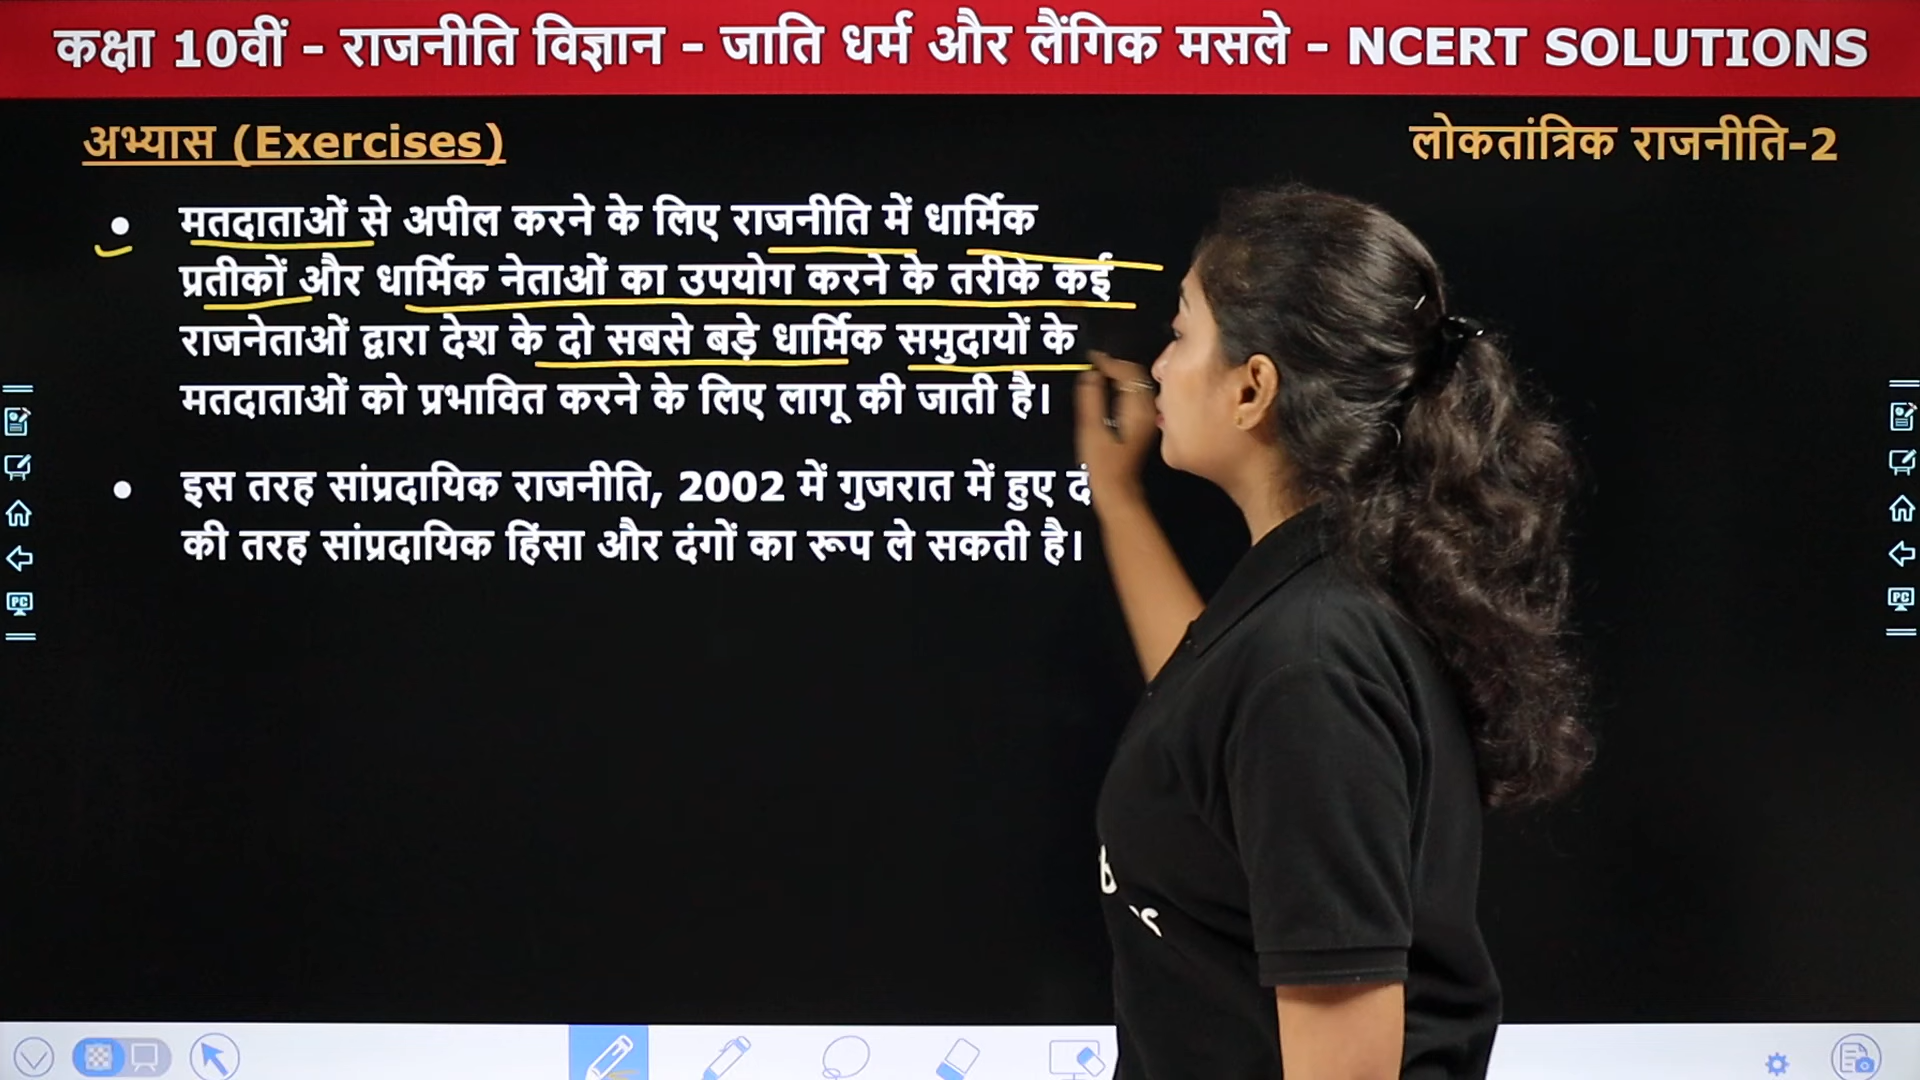 कक्षा 10वीं - राजनीति विज्ञान - जाति धर्म और लैंगिक मसले - NCERT SOLUTIONS
अभ्यास (Exercises)
लोकतांत्रिक राजनीति-2
• मतदाताओं से अपील करने के लिए राजनीति में धार्मिक
प्रतीकों और धार्मिक नेताओं का उपयोग करने के तरीके कई
राजनेताओं द्वारा देश के दो सबसे बड़े धार्मिक समुदायों के
मतदाताओं को प्रभावित करने के लिए लागू की जाती है।
• इस तरह सांप्रदायिक राजनीति, 2002 में गुजरात में हुए
की तरह सांप्रदायिक हिंसा और दंगों का रूप ले सकती है।
PC
PC